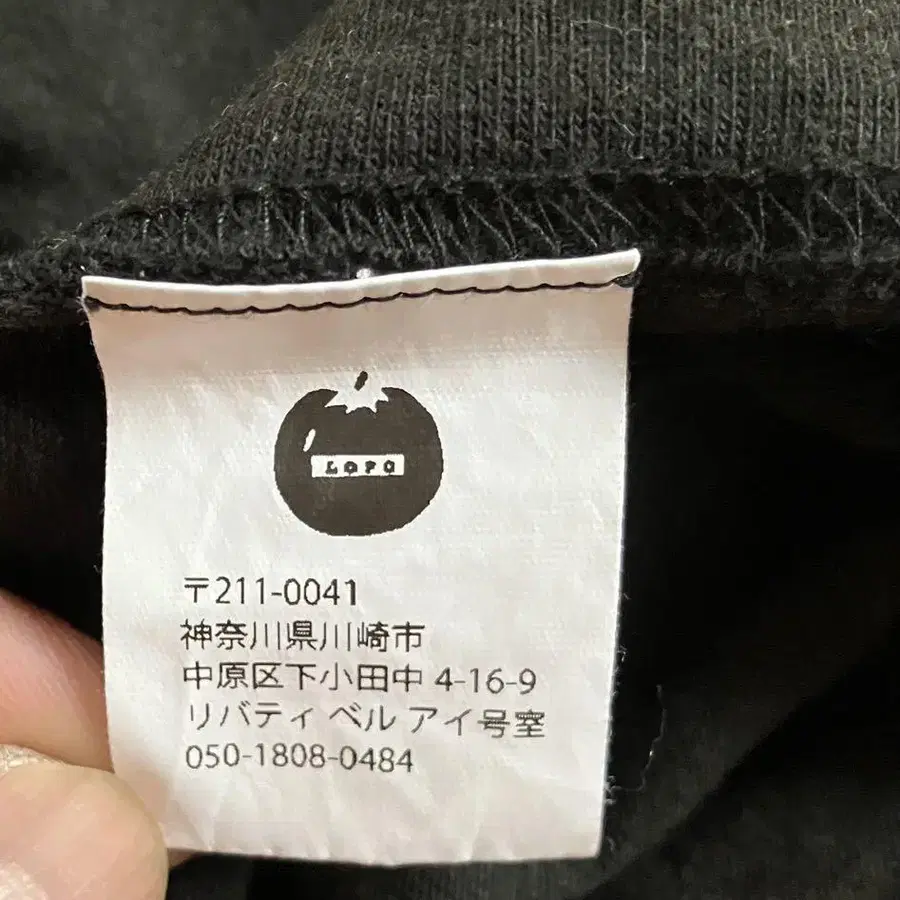 LOFO
〒211-0041
神奈川県川崎市
中原区下小田中 4-16-9
リバティ ベル アイ号室
050-1808-0484